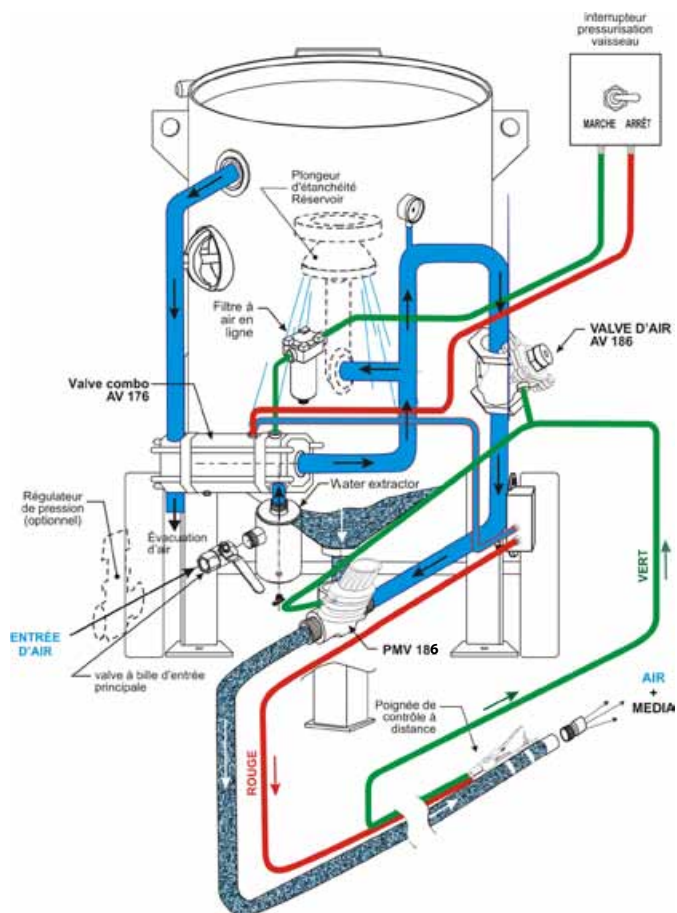 interrupteur
pressurisation
vaisseau
MARCHE ARRÊT
Plongeur
d'étanchéité
Réservoir
Filtre à
air en
ligne
VALVE D'AIR
AV 186
Valve combo
AV 176
Water extractor
Régulateur
de pression
(optionnel)
Évacuation
d'air
ENTRÉE
D'AIR
valve à bille d'entrée
principale
PMV 186
VERT
AIR
+
MEDIA
Poignée de
contrôle à
distance
ROUGE